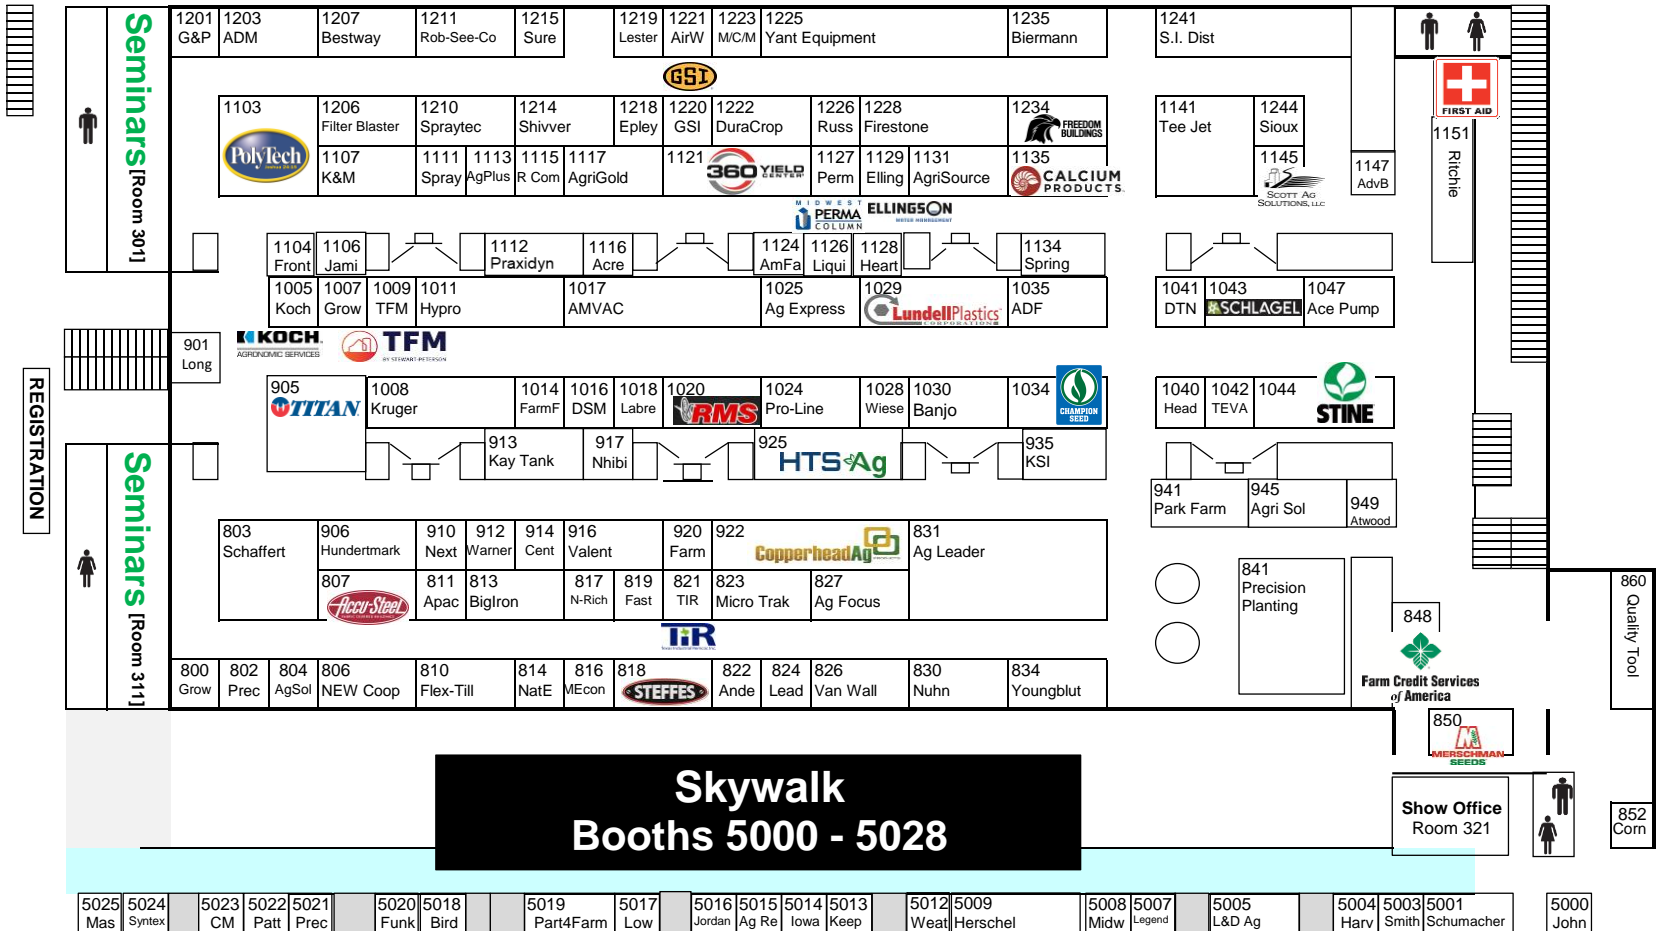 1201 G&P
1203 ADM
1207 Bestway
1211 Rob-See-Co
1215 Sure
1219 Lester
1221 AirW
1223 M/C/M
1225 Yant Equipment
1235 Biermann
1241 S.I. Dist
Seminars [Room 301]
GSI
FIRST AID
1103 PolyTech
1206 Filter Blaster
1210 Spraytec
1214 Shivver
1218 Epley
1220 GSI
1222 DuraCrop
1226 Russ
1228 Firestone
1234 FREEDOM BUILDINGS
1141 Tee Jet
1244 Sioux
1151 Ritchie
1107 K&M
1111 Spray
1113 AgPlus
1115 R Com
1117 AgriGold
1121 360 YIELD CENTER
1127 Perm
1129 Elling
1131 AgriSource
1135 CALCIUM PRODUCTS
1145 SCOTT AG SOLUTIONS, LLC
1147 AdvB
MIDWEST PERMA COLUMN
ELLINGSON WATER MANAGEMENT
1104 Front
1106 Jami
1112 Praxidyn
1116 Acre
1124 AmFa
1126 Liqui
1128 Heart
1134 Spring
1005 Koch
1007 Grow
1009 TFM
1011 Hypro
1017 AMVAC
1025 Ag Express
1029 LundellPlastics CORPORATION
1035 ADF
1041 DTN
1043 SCHLAGEL
1047 Ace Pump
901 Long
KOCH AGRONOMIC SERVICES
TFM BY STEWART-PETERSON
REGISTRATION
905 TITAN
1008 Kruger
1014 FarmF
1016 DSM
1018 Labre
1020 RMS
1024 Pro-Line
1028 Wiese
1030 Banjo
1034 CHAMPION SEED
1040 Head
1042 TEVA
1044 STINE
913 Kay Tank
917 Nhibi
925 HTS Ag
935 KSI
Seminars [Room 311]
941 Park Farm
945 Agri Sol
949 Atwood
803 Schaffert
906 Hundertmark
910 Next
912 Warner
914 Cent
916 Valent
920 Farm
922 CopperheadAg
831 Ag Leader
807 Accu-Steel
811 Apac
813 BigIron
817 N-Rich
819 Fast
821 TIR
823 Micro Trak
827 Ag Focus
841 Precision Planting
860 Quality Tool
848 Farm Credit Services of America
TIR
800 Grow
802 Prec
804 AgSol
806 NEW Coop
810 Flex-Till
814 NatE
816 MEcon
818 STEFFES
822 Ande
824 Lead
826 Van Wall
830 Nuhn
834 Youngblut
850 MERSCHMAN SEEDS
Skywalk
Booths 5000 - 5028
Show Office
Room 321
852 Corn
5025 Mas
5024 Syntex
5023 CM
5022 Patt
5021 Prec
5020 Funk
5018 Bird
5019 Part4Farm
5017 Low
5016 Jordan
5015 Ag Re
5014 Iowa
5013 Keep
5012 Weat
5009 Herschel
5008 Midw
5007 Legend
5005 L&D Ag
5004 Harv
5003 Smith
5001 Schumacher
5000 John